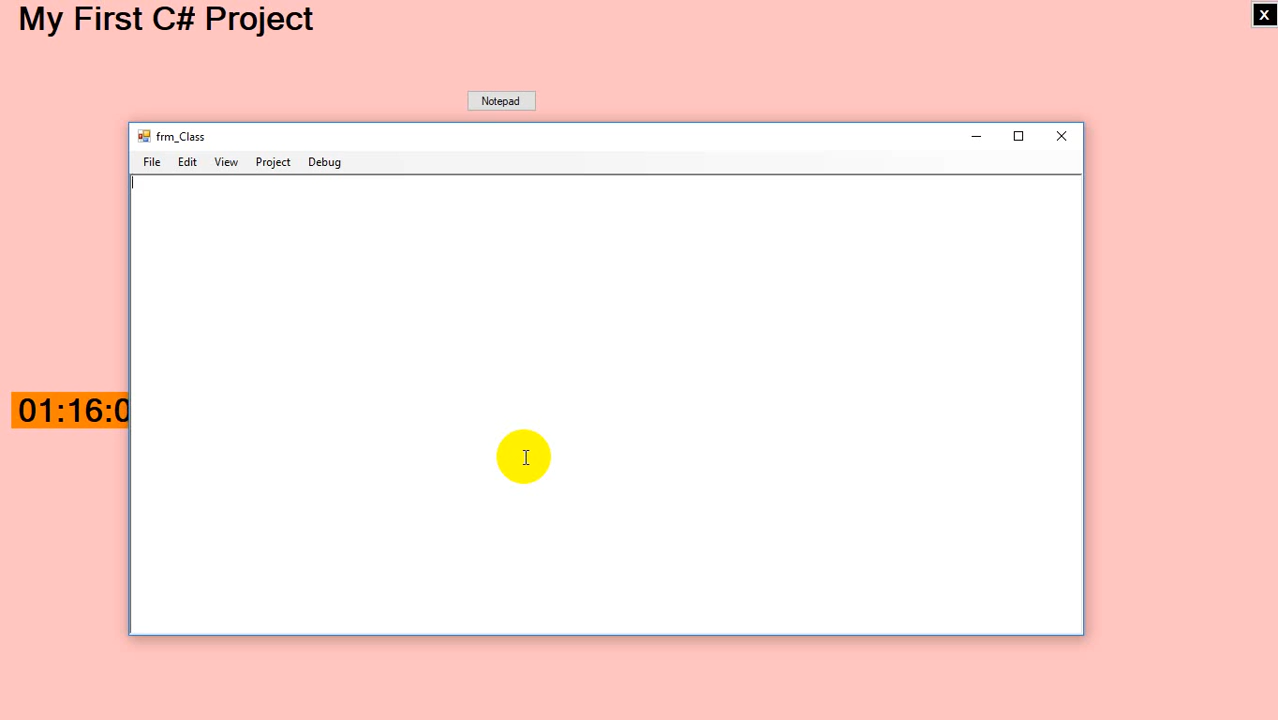 My First C# Project
X
Notepad
frm_Class
File Edit View Project Debug
01:16:0